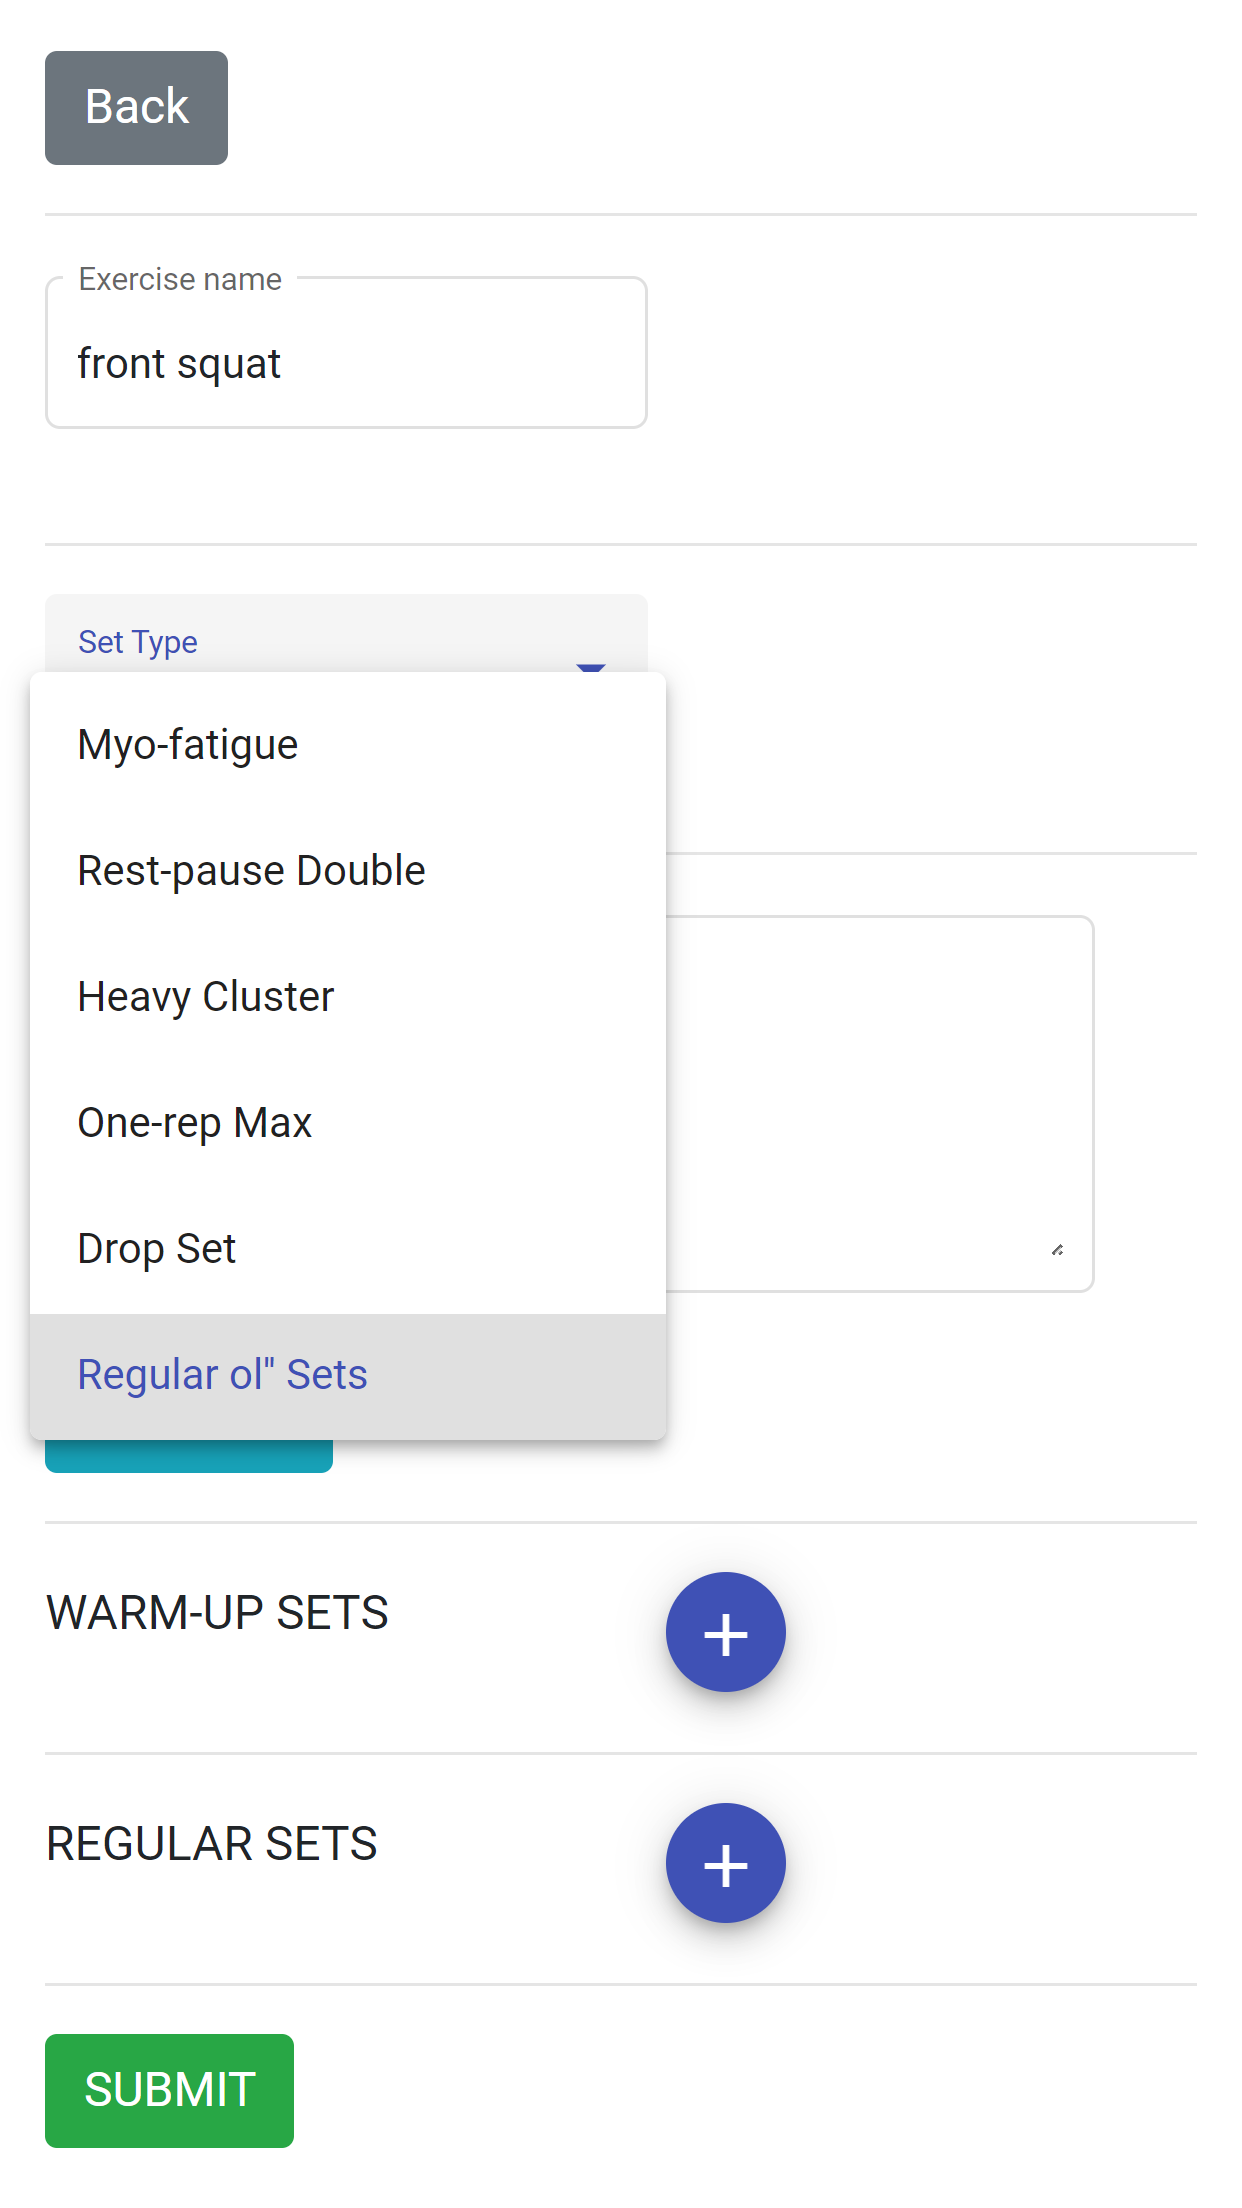 Back
Exercise name
front squat
Set Type
Myo-fatigue
Rest-pause Double
Heavy Cluster
One-rep Max
Drop Set
Regular ol" Sets
WARM-UP SETS
+
REGULAR SETS
+
SUBMIT